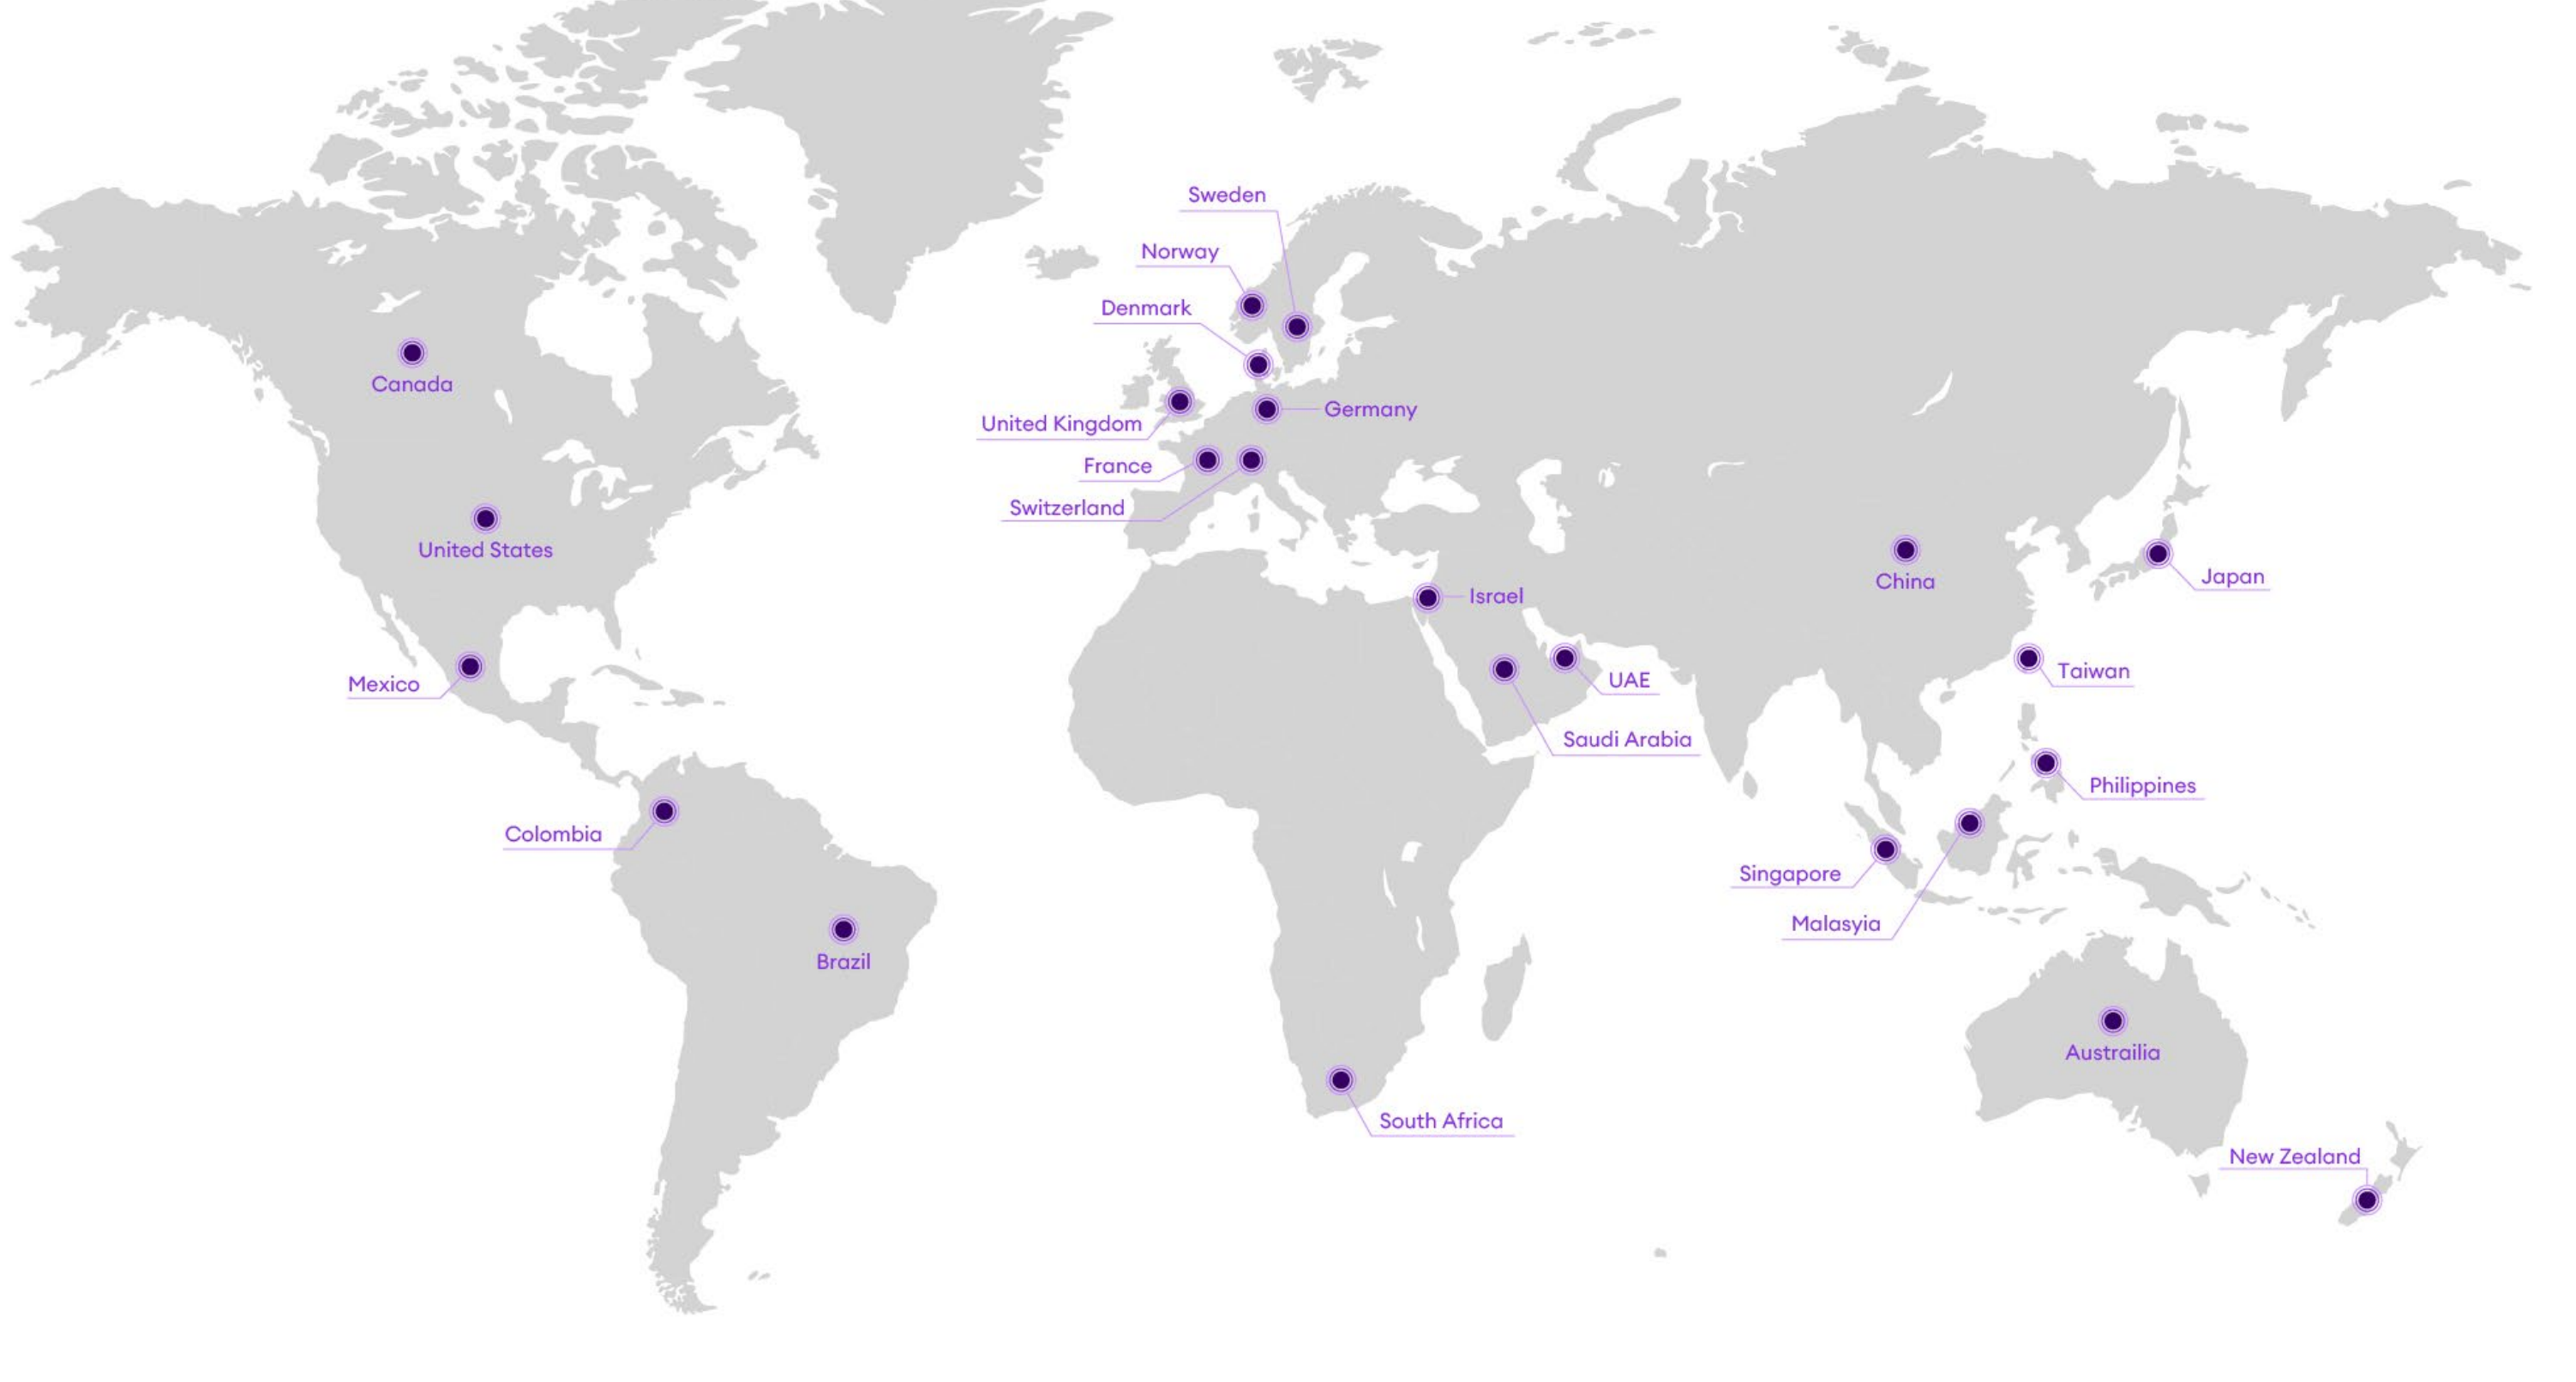 Sweden
Norway
Denmark
Canada
United Kingdom
Germany
France
Switzerland
United States
China
Japan
Israel
Mexico
UAE
Taiwan
Saudi Arabia
Philippines
Colombia
Singapore
Malasyia
Brazil
Austrailia
South Africa
New Zealand